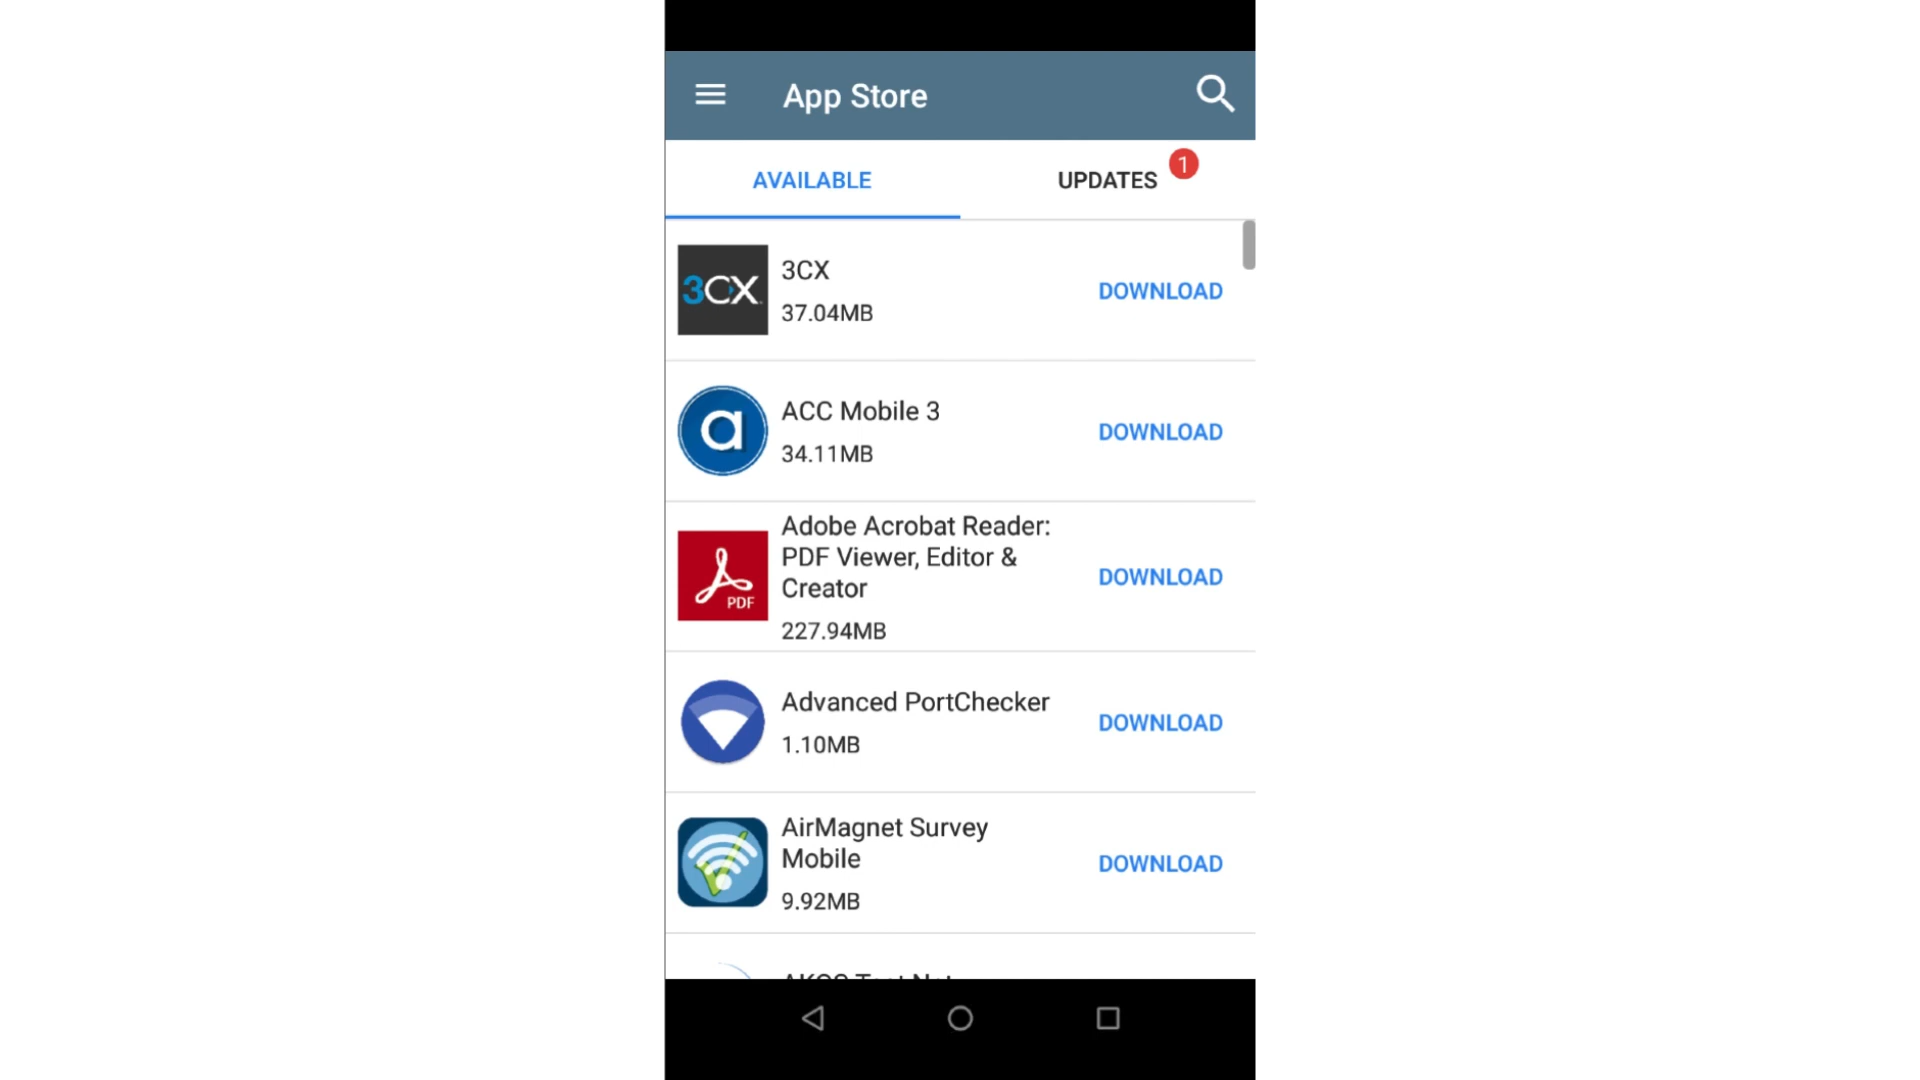 App Store
AVAILABLE
UPDATES
1
3CX
3CX
37.04MB
DOWNLOAD
a
ACC Mobile 3
34.11MB
DOWNLOAD
Adobe Acrobat Reader:
PDF Viewer, Editor &
Creator
PDF
227.94MB
DOWNLOAD
Advanced PortChecker
1.10MB
DOWNLOAD
AirMagnet Survey
Mobile
9.92MB
DOWNLOAD